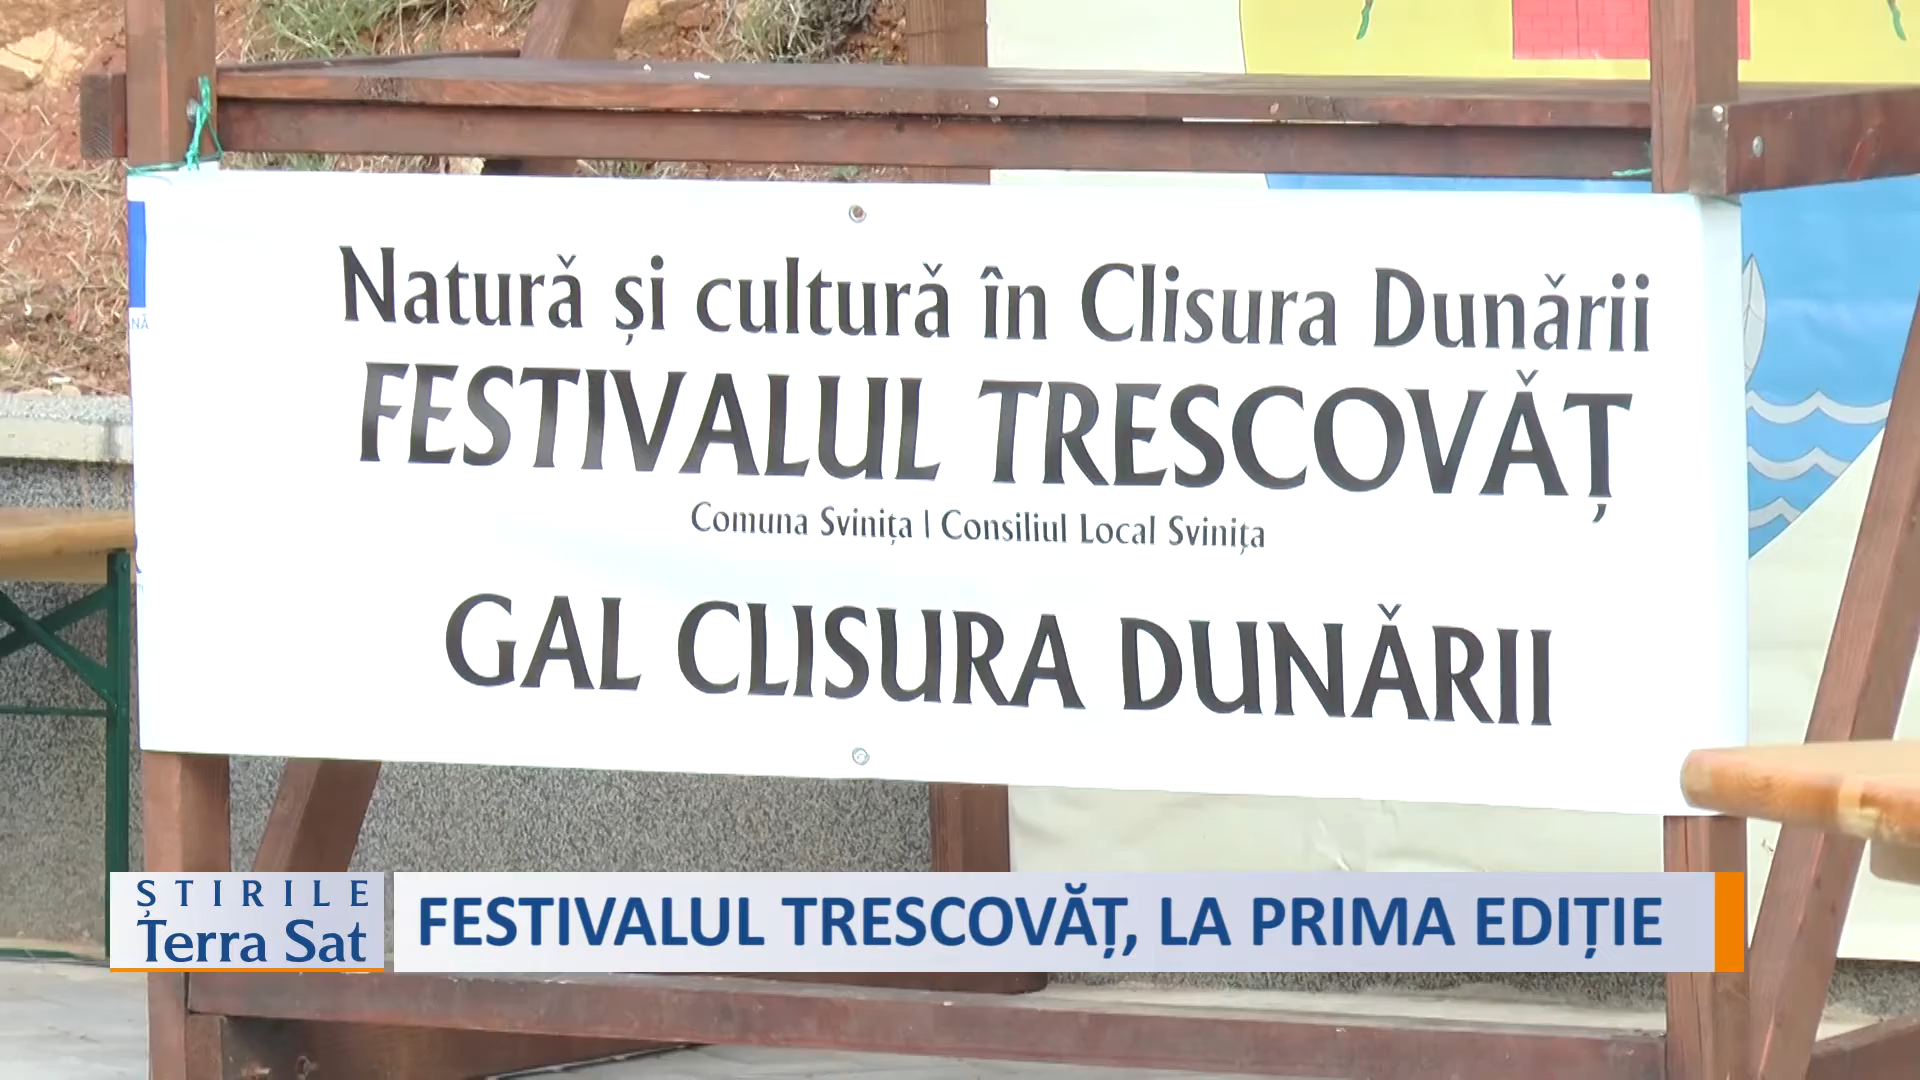 Natură și cultură în Clisura Dunării
FESTIVALUL TRESCOVĂȚ
Comuna Svinița | Consiliul Local Svinița
GAL CLISURA DUNĂRII
ȘTIRILE
Terra Sat
FESTIVALUL TRESCOVĂȚ, LA PRIMA EDIȚIE